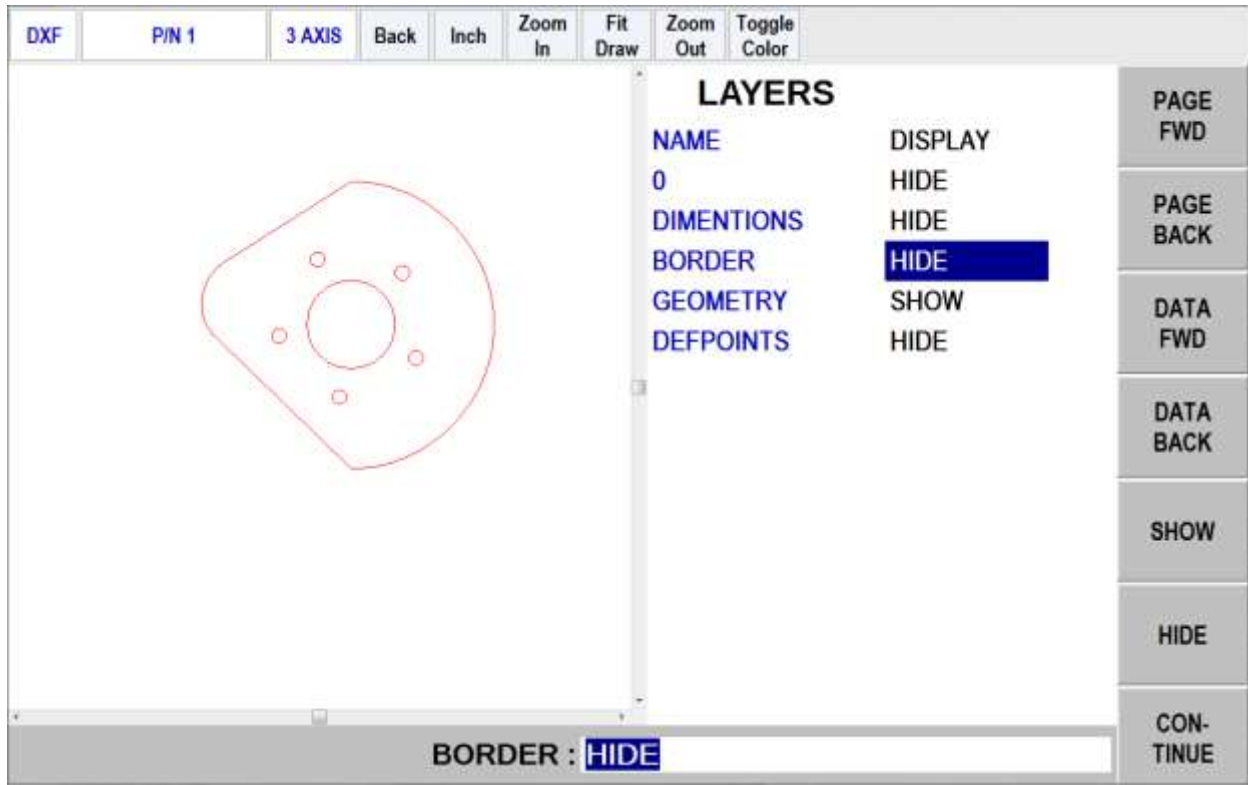 DXF P/N 1 3 AXIS Back Inch Zoom In Fit Draw Zoom Out Toggle Color
LAYERS
NAME DISPLAY
0 HIDE
DIMENTIONS HIDE
BORDER HIDE
GEOMETRY SHOW
DEFPOINTS HIDE
BORDER : HIDE
PAGE
FWD
PAGE
BACK
DATA
FWD
DATA
BACK
SHOW
HIDE
CON-
TINUE